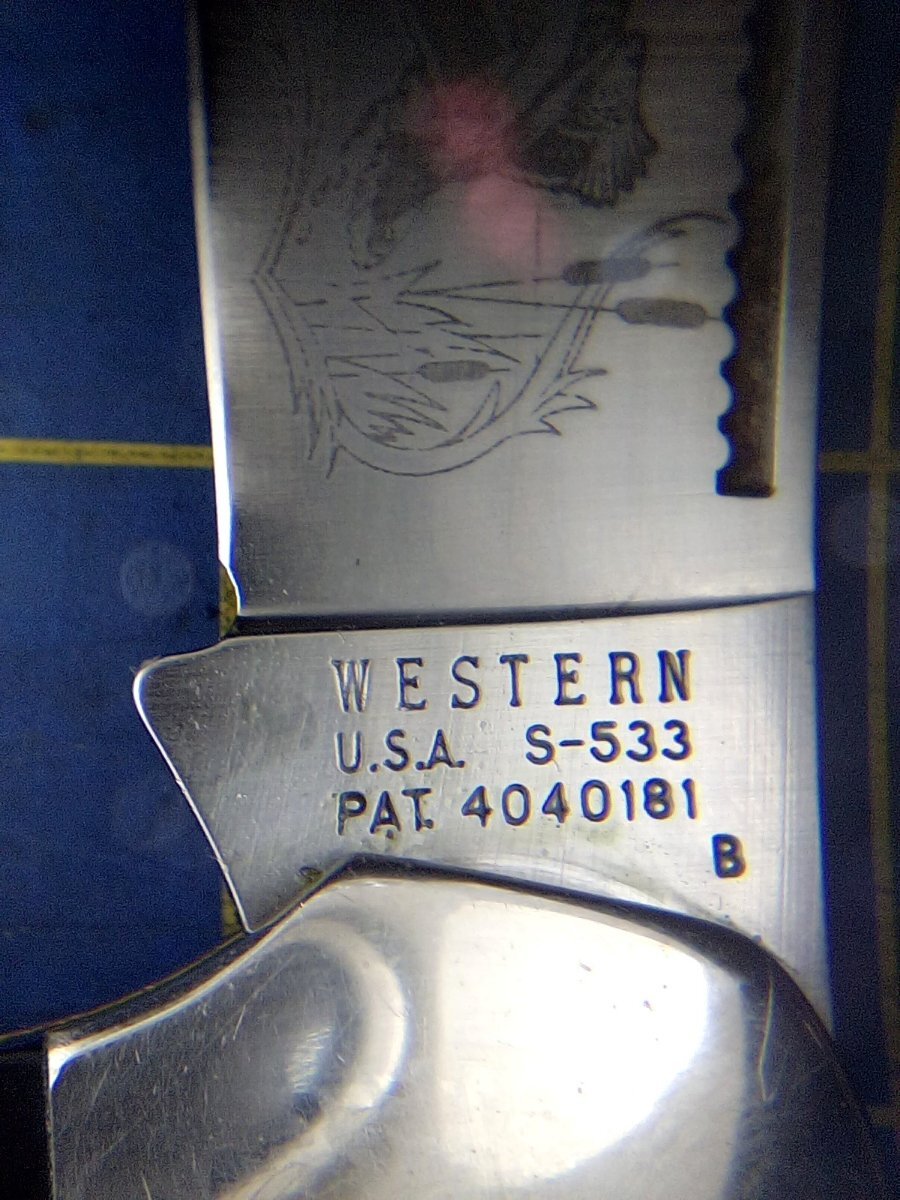 WESTERN
U.S.A. S-533
PAT. 4040181
B